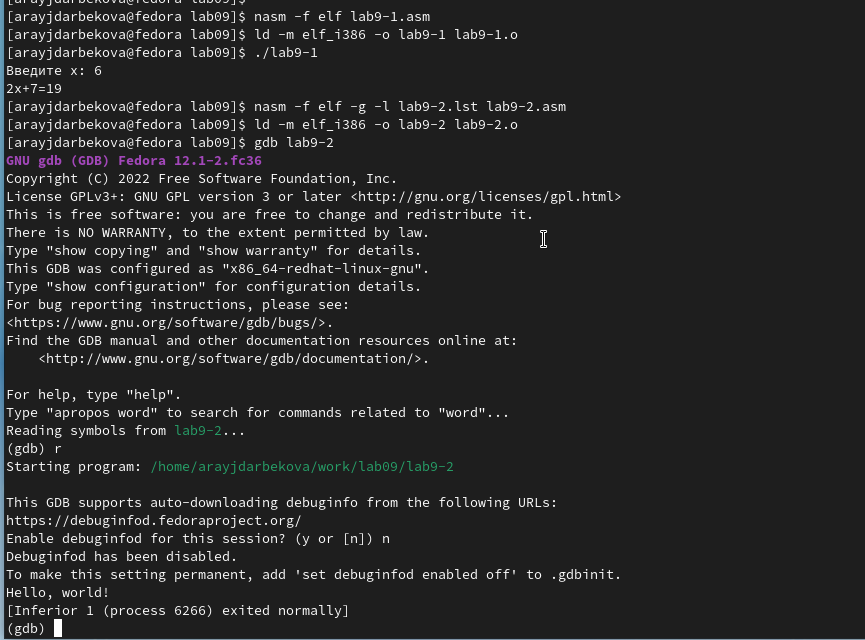 [arayjdarbekova@fedora lab09]$
[arayjdarbekova@fedora lab09]$ nasm -f elf lab9-1.asm
[arayjdarbekova@fedora lab09]$ ld -m elf_i386 -o lab9-1 lab9-1.o
[arayjdarbekova@fedora lab09]$ ./lab9-1
Введите x: 6
2x+7=19
[arayjdarbekova@fedora lab09]$ nasm -f elf -g -l lab9-2.lst lab9-2.asm
[arayjdarbekova@fedora lab09]$ ld -m elf_i386 -o lab9-2 lab9-2.o
[arayjdarbekova@fedora lab09]$ gdb lab9-2
GNU gdb (GDB) Fedora 12.1-2.fc36
Copyright (C) 2022 Free Software Foundation, Inc.
License GPLv3+: GNU GPL version 3 or later <http://gnu.org/licenses/gpl.html>
This is free software: you are free to change and redistribute it.
There is NO WARRANTY, to the extent permitted by law.
Type "show copying" and "show warranty" for details.
This GDB was configured as "x86_64-redhat-linux-gnu".
Type "show configuration" for configuration details.
For bug reporting instructions, please see:
<https://www.gnu.org/software/gdb/bugs/>.
Find the GDB manual and other documentation resources online at:
    <http://www.gnu.org/software/gdb/documentation/>.
For help, type "help".
Type "apropos word" to search for commands related to "word"...
Reading symbols from lab9-2...
(gdb) r
Starting program: /home/arayjdarbekova/work/lab09/lab9-2
This GDB supports auto-downloading debuginfo from the following URLs:
https://debuginfod.fedoraproject.org/
Enable debuginfod for this session? (y or [n]) n
Debuginfod has been disabled.
To make this setting permanent, add 'set debuginfod enabled off' to .gdbinit.
Hello, world!
[Inferior 1 (process 6266) exited normally]
(gdb)